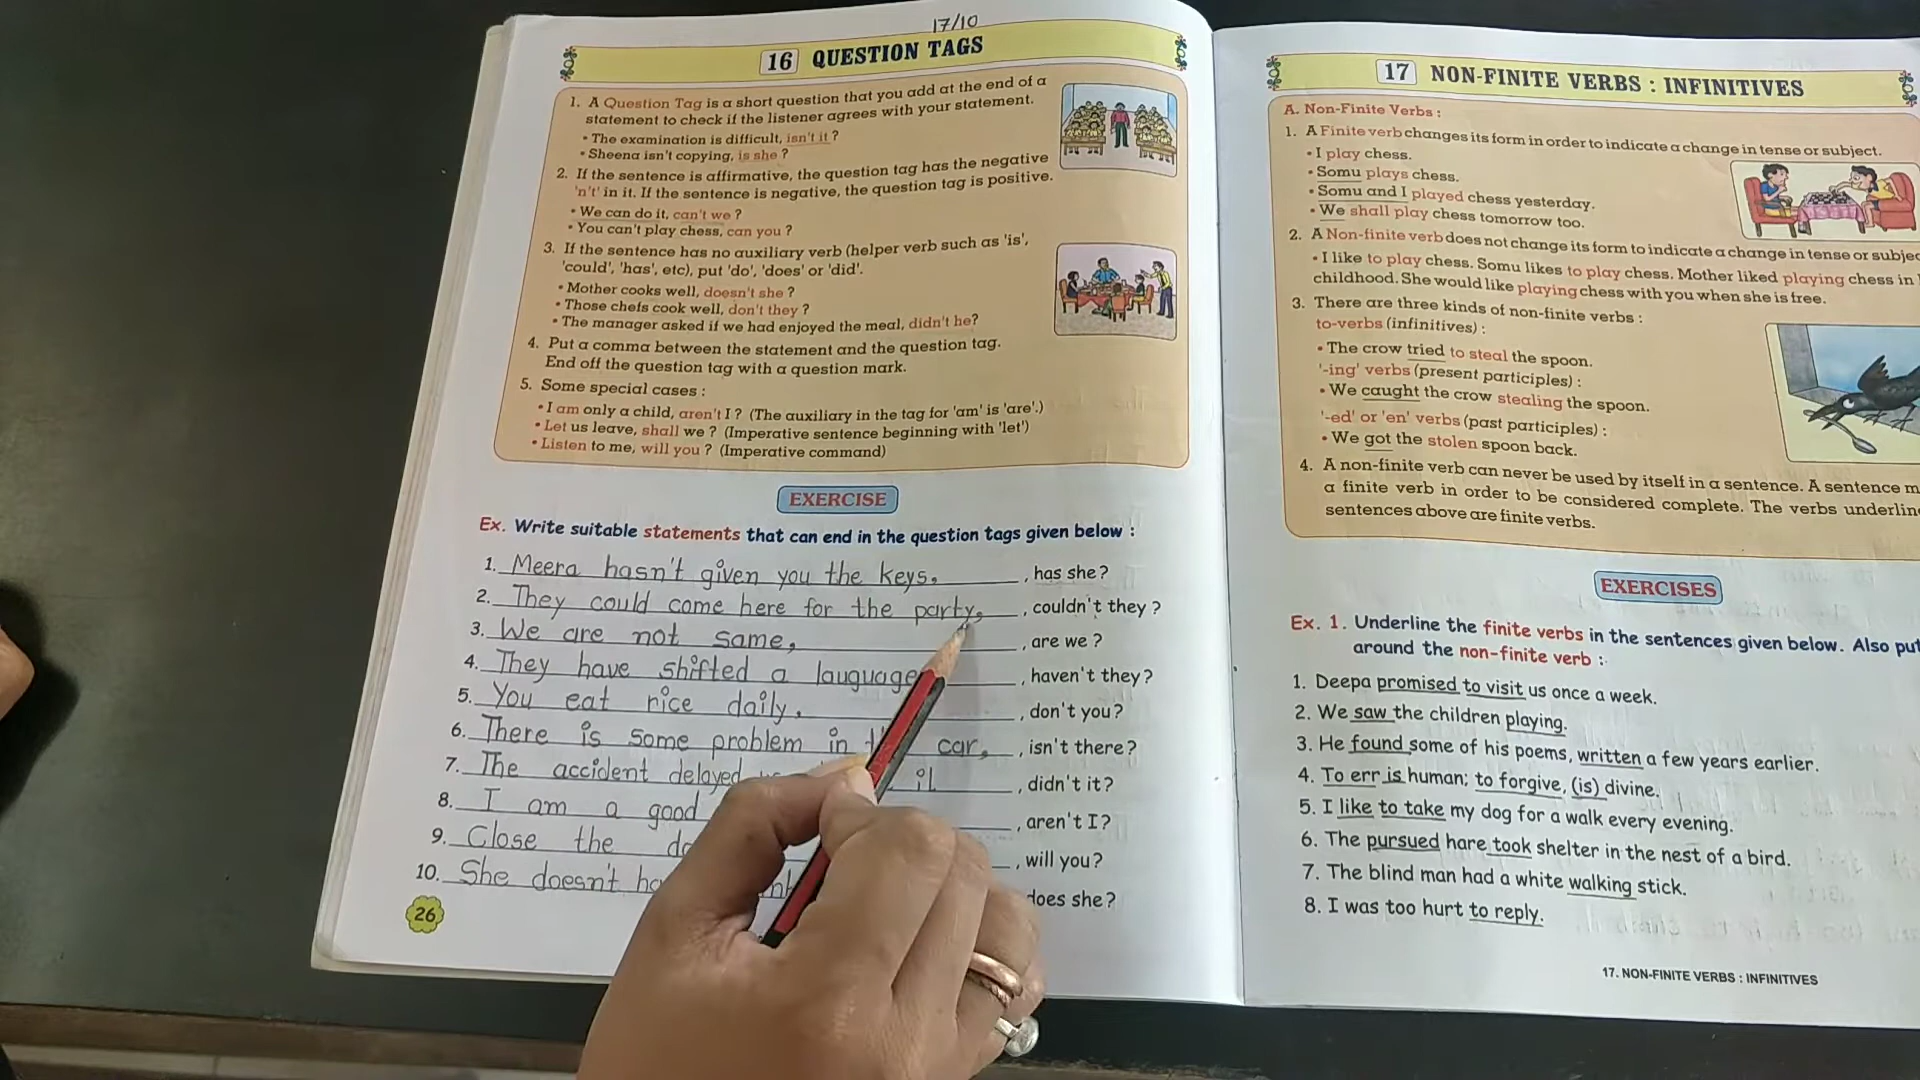 17/10
16 QUESTION TAGS
1. A Question Tag is a short question that you add at the end of a
statement to check if the listener agrees with your statement.
• The examination is difficult, isn't it ?
• Sheena isn't copying, is she ?
2. If the sentence is affirmative, the question tag has the negative
'n't' in it. If the sentence is negative, the question tag is positive.
• We can do it, can't we ?
• You can't play chess, can you ?
3. If the sentence has no auxiliary verb (helper verb such as 'is',
'could', 'has', etc), put 'do', 'does' or 'did'.
• Mother cooks well, doesn't she ?
• Those chefs cook well, don't they ?
• The manager asked if we had enjoyed the meal, didn't he?
4. Put a comma between the statement and the question tag.
End off the question tag with a question mark.
5. Some special cases :
• I am only a child, aren't I ? (The auxiliary in the tag for 'am' is 'are'.)
• Let us leave, shall we ? (Imperative sentence beginning with 'let')
• Listen to me, will you ? (Imperative command)
EXERCISE
Ex. Write suitable statements that can end in the question tags given below :
1. Meera hasn't given you the keys, , has she?
2. They could come here for the party, , couldn't they ?
3. We are not same, , are we ?
4. They have shifted a lauguage , haven't they?
5. You eat rice daily, , don't you?
6. There is some problem in car, , isn't there?
7. The accident delayed , didn't it?
8. I am a good , aren't I?
9. Close the , will you?
10. She doesn't , does she?
26
17 NON-FINITE VERBS : INFINITIVES
A. Non-Finite Verbs :
1. A Finite verb changes its form in order to indicate a change in tense or subject.
• I play chess.
• Somu plays chess.
• Somu and I played chess yesterday.
• We shall play chess tomorrow too.
2. A Non-finite verb does not change its form to indicate a change in tense or
• I like to play chess. Somu likes to play chess. Mother liked playing chess in
childhood. She would like playing chess with you when she is free.
3. There are three kinds of non-finite verbs :
to-verbs (infinitives) :
• The crow tried to steal the spoon.
'-ing' verbs (present participles) :
• We caught the crow stealing the spoon.
'-ed' or 'en' verbs (past participles) :
• We got the stolen spoon back.
4. A non-finite verb can never be used by itself in a sentence. A sentence
a finite verb in order to be considered complete. The verbs
sentences above are finite verbs.
EXERCISES
Ex. 1. Underline the finite verbs in the sentences given below. Also put
around the non-finite verb :
1. Deepa promised to visit us once a week.
2. We saw the children playing.
3. He found some of his poems, written a few years earlier.
4. To err is human; to forgive, (is) divine.
5. I like to take my dog for a walk every evening.
6. The pursued hare took shelter in the nest of a bird.
7. The blind man had a white walking stick.
8. I was too hurt to reply.
17. NON-FINITE VERBS : INFINITIVES